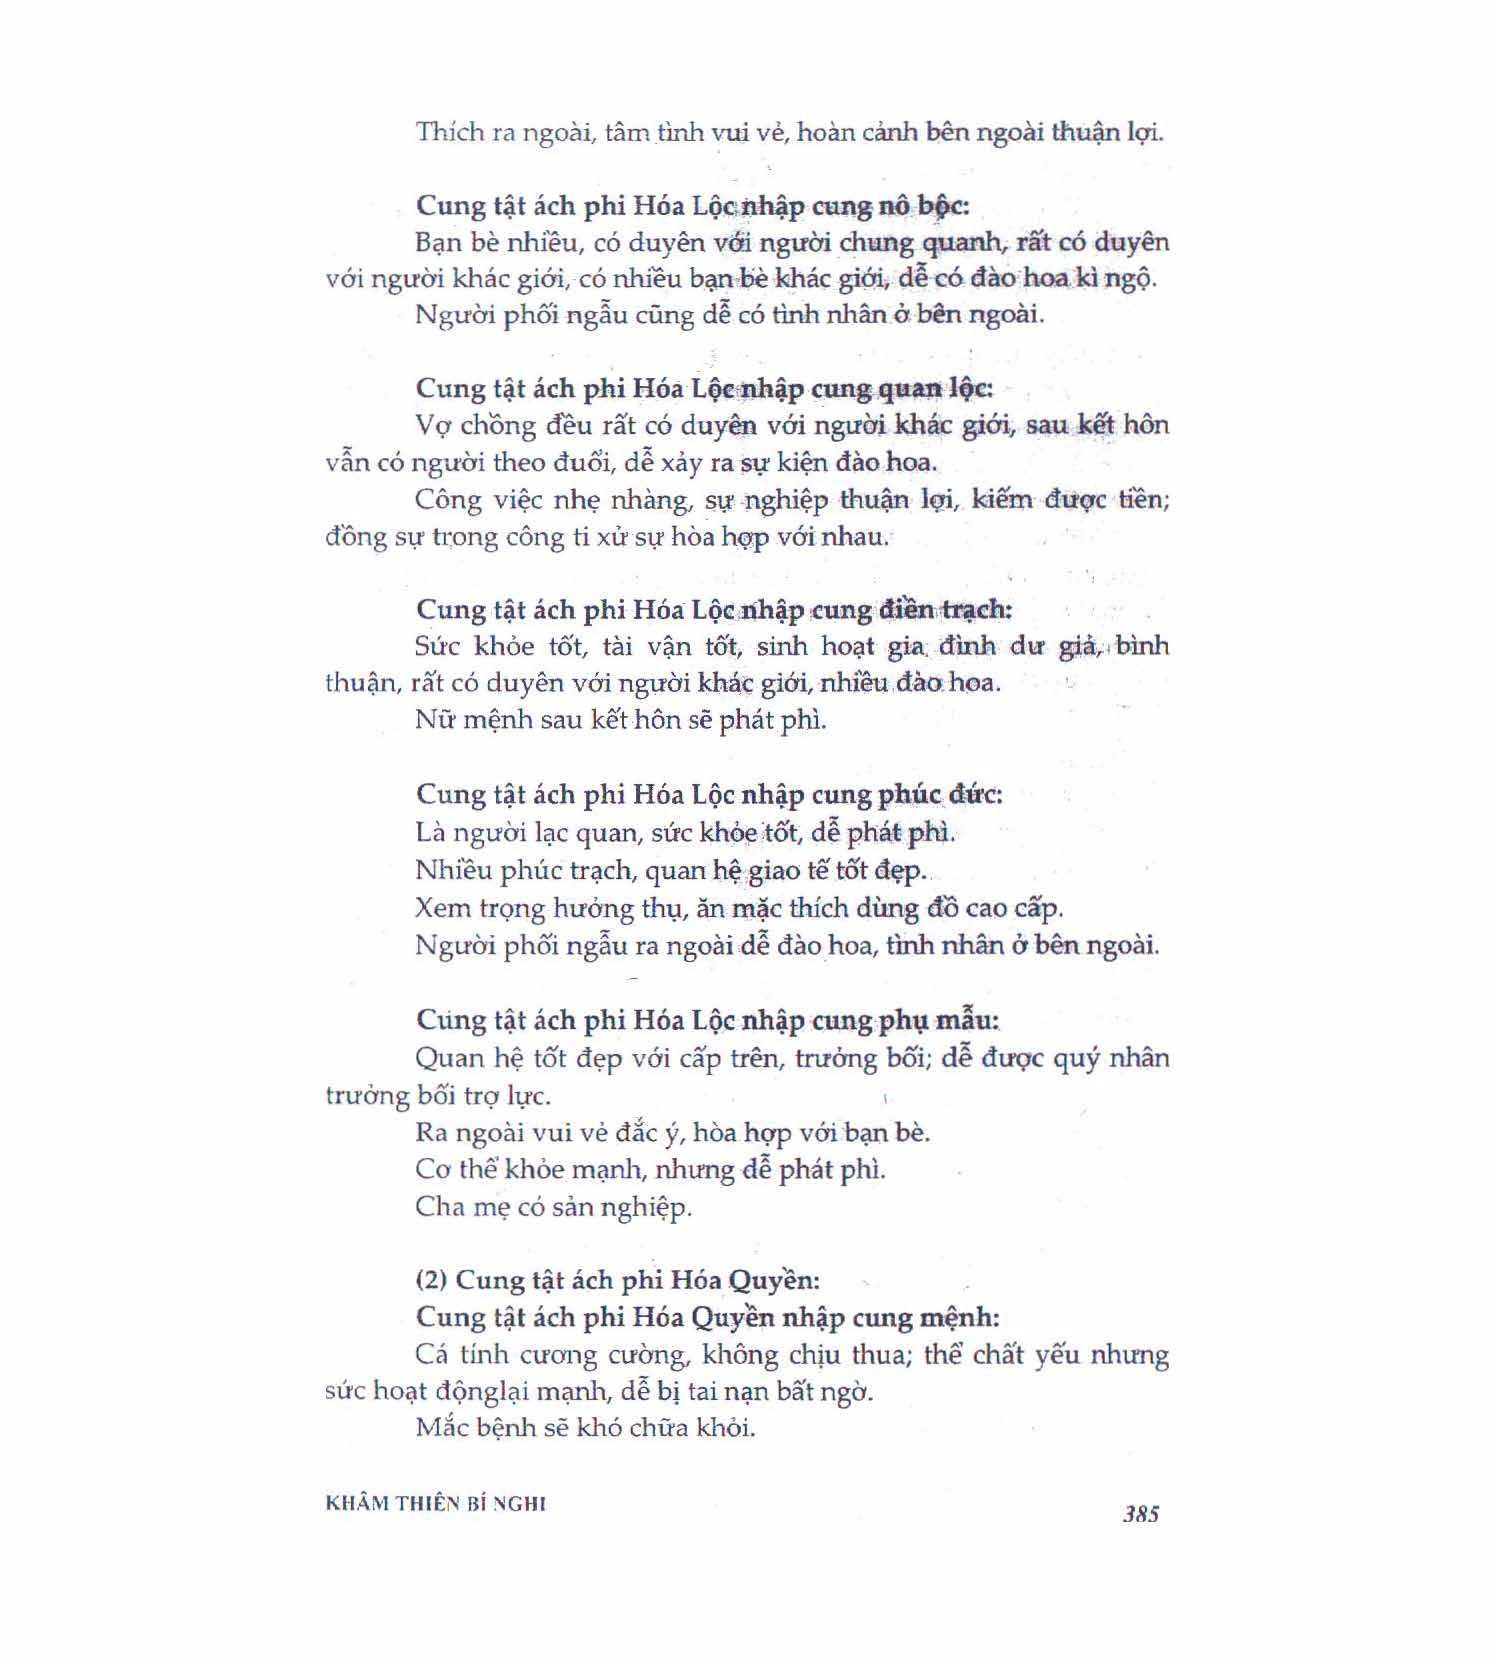 Thích ra ngoài, tâm tình vui vẻ, hoàn cảnh bên ngoài thuận lợi.
Cung tật ách phi Hóa Lộc nhập cung nô bộc:
Bạn bè nhiều, có duyên với người chung quanh, rất có duyên
với người khác giới, có nhiều bạn bè khác giới, dễ có đào hoa kì ngộ.
Người phối ngẫu cũng dễ có tình nhân ở bên ngoài.
Cung tật ách phi Hóa Lộc nhập cung quan lộc:
Vợ chồng đều rất có duyên với người khác giới, sau kết hôn
vẫn có người theo đuổi, dễ xảy ra sự kiện đào hoa.
Công việc nhẹ nhàng, sự nghiệp thuận lợi, kiếm được tiền;
đồng sự trong công ti xử sự hòa hợp với nhau.
Cung tật ách phi Hóa Lộc nhập cung điền trạch:
Sức khỏe tốt, tài vận tốt, sinh hoạt gia đình dư giả, bình
thuận, rất có duyên với người khác giới, nhiều đào hoa.
Nữ mệnh sau kết hôn sẽ phát phì.
Cung tật ách phi Hóa Lộc nhập cung phúc đức:
Là người lạc quan, sức khỏe tốt, dễ phát phì.
Nhiều phúc trạch, quan hệ giao tế tốt đẹp.
Xem trọng hưởng thụ, ăn mặc thích dùng đồ cao cấp.
Người phối ngẫu ra ngoài dễ đào hoa, tình nhân ở bên ngoài.
Cung tật ách phi Hóa Lộc nhập cung phụ mẫu:
Quan hệ tốt đẹp với cấp trên, trưởng bối; dễ được quý nhân
trưởng bối trợ lực.
Ra ngoài vui vẻ đắc ý, hòa hợp với bạn bè.
Cơ thể khỏe mạnh, nhưng dễ phát phì.
Cha mẹ có sản nghiệp.
(2) Cung tật ách phi Hóa Quyền:
Cung tật ách phi Hóa Quyền nhập cung mệnh:
Cá tính cương cường, không chịu thua; thể chất yếu nhưng
sức hoạt độnglại mạnh, dễ bị tai nạn bất ngờ.
Mắc bệnh sẽ khó chữa khỏi.
KHÂM THIÊN BÍ NGHI
385